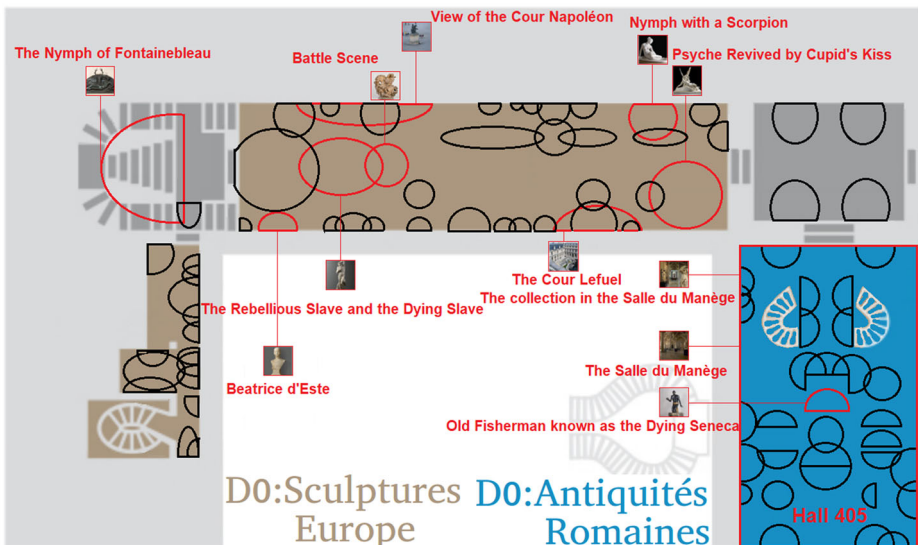 View of the Cour Napoléon
Nymph with a Scorpion
The Nymph of Fontainebleau
Battle Scene
Psyche Revived by Cupid's Kiss
The Cour Lefuel
The Rebellious Slave and the Dying Slave
The collection in the Salle du Manège
Beatrice d'Este
The Salle du Manège
Old Fisherman known as the Dying Seneca
D0:Sculptures
Europe
D0:Antiquités
Romaines
Hall 405